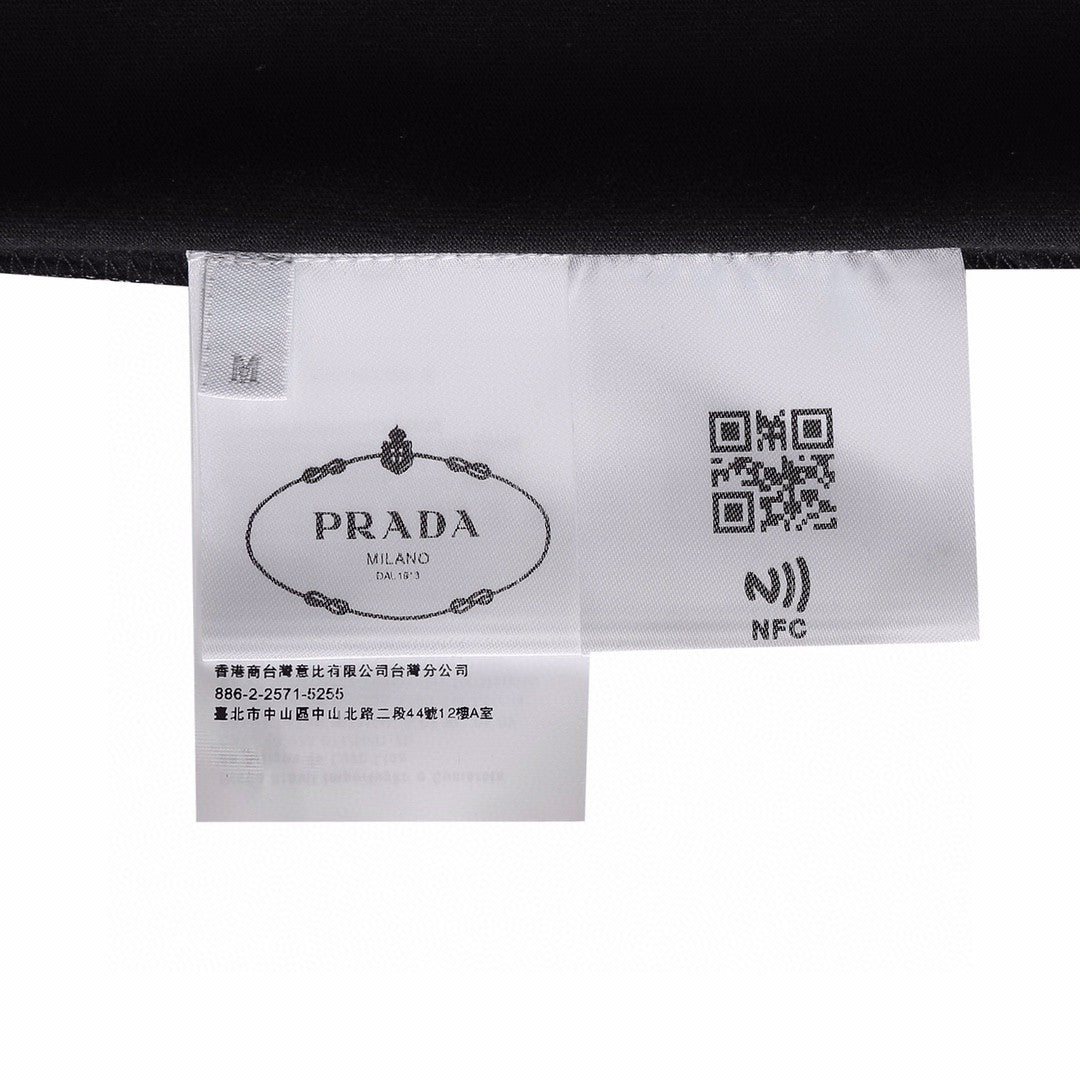 M
PRADA
MILANO
DAL 1913
NFC
香港商台灣意比有限公司台灣分公司
886-2-2571-5255
臺北市中山區中山北路二段44號12樓A室